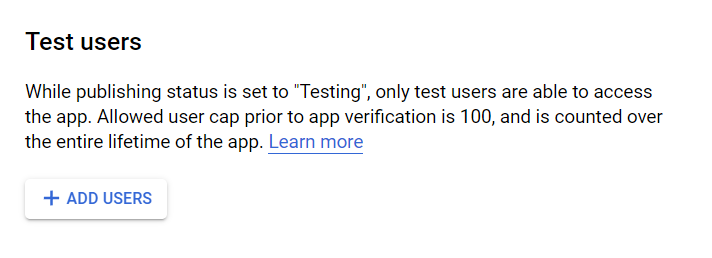 Test users
While publishing status is set to "Testing", only test users are able to access
the app. Allowed user cap prior to app verification is 100, and is counted over
the entire lifetime of the app. Learn more
+ ADD USERS